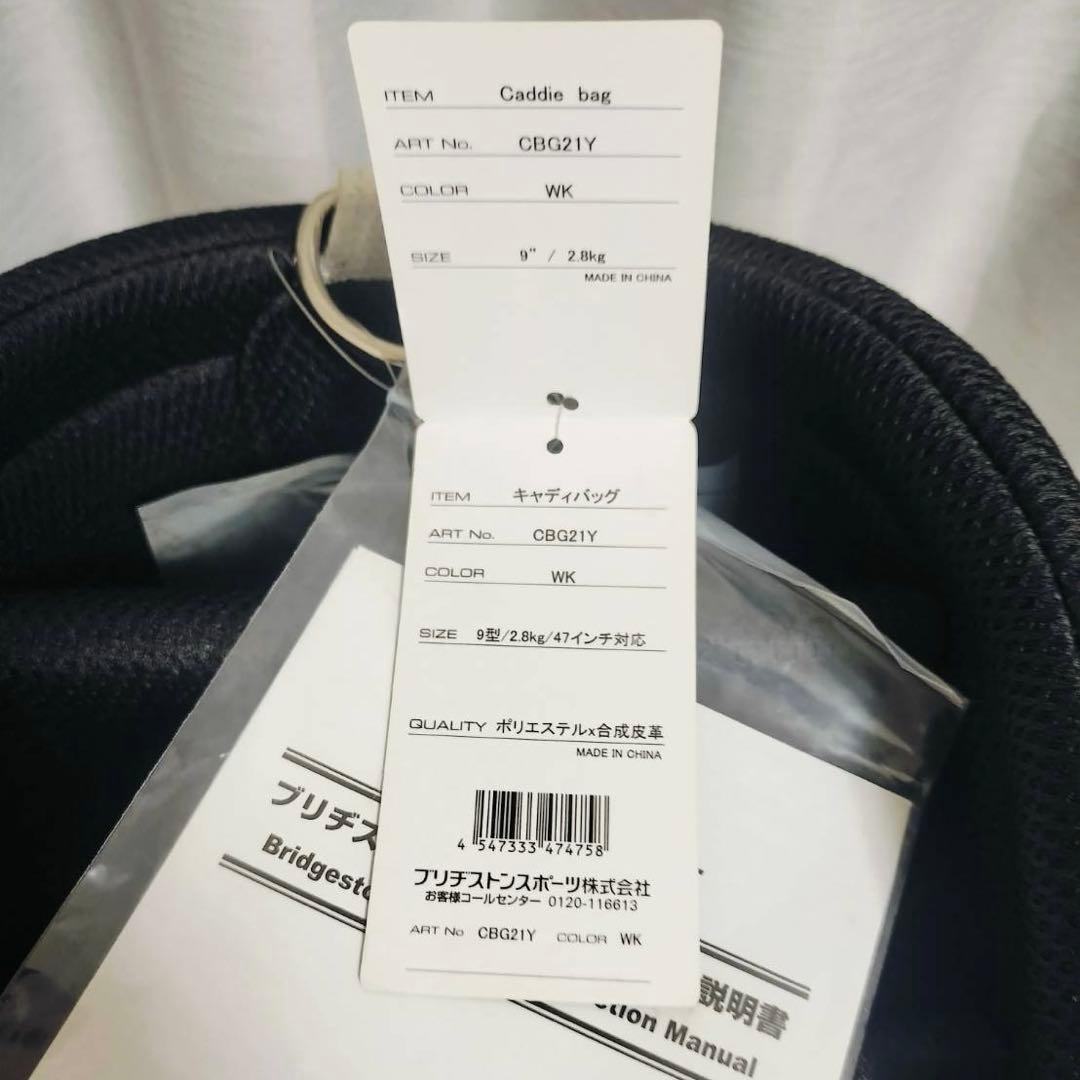 ITEM Caddie bag
ART No. CBG21Y
COLOR WK
SIZE 9" / 2.8kg
MADE IN CHINA
ITEM キャディバッグ
ART No. CBG21Y
COLOR WK
SIZE 9型/2.8kg/47インチ対応
QUALITY ポリエステルx合成皮革
MADE IN CHINA
4 547333 474758
ブリヂストンスポーツ株式会社
お客様コールセンター 0120-116613
ART No CBG21Y COLOR WK
ブリヂス
Bridgesto
説明書
ction Manual